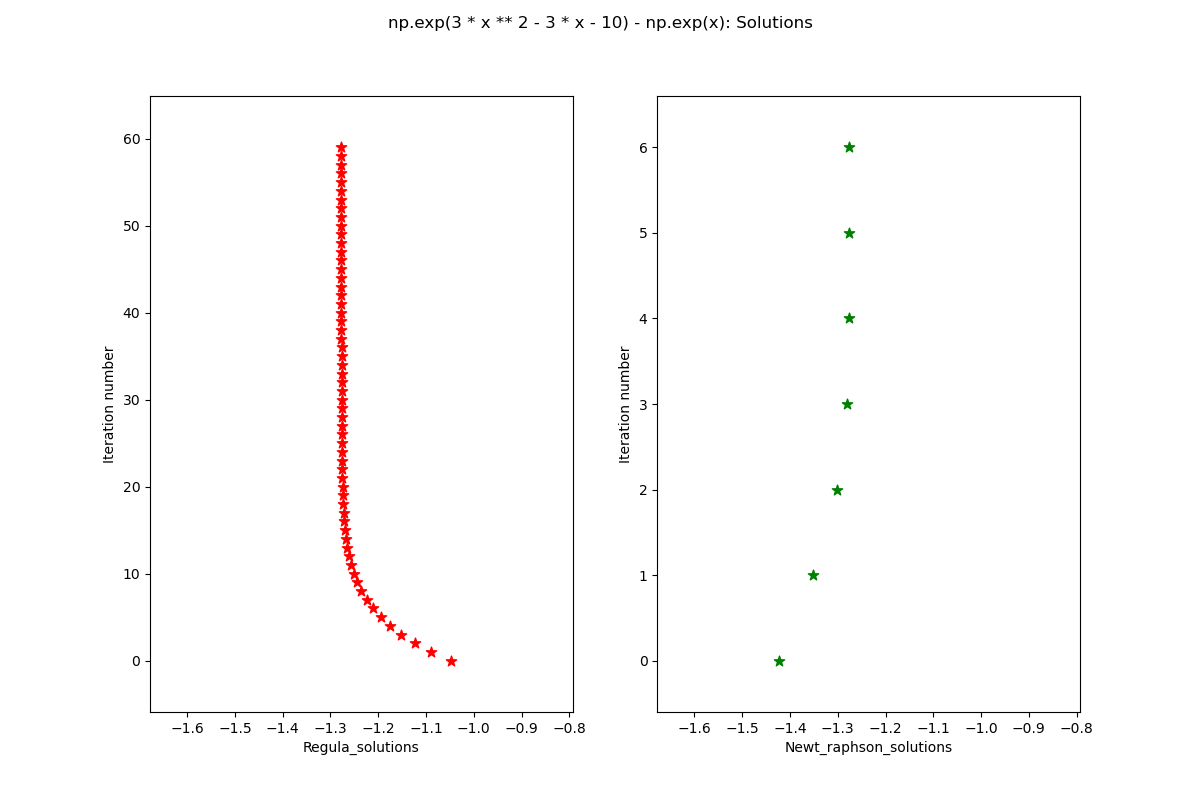 np.exp(3 * x ** 2 - 3 * x - 10) - np.exp(x): Solutions
60
50
40
30
20
10
0
Iteration number
−1.6 −1.5 −1.4 −1.3 −1.2 −1.1 −1.0 −0.9 −0.8
Regula_solutions
6
5
4
3
2
1
0
Iteration number
−1.6 −1.5 −1.4 −1.3 −1.2 −1.1 −1.0 −0.9 −0.8
Newt_raphson_solutions